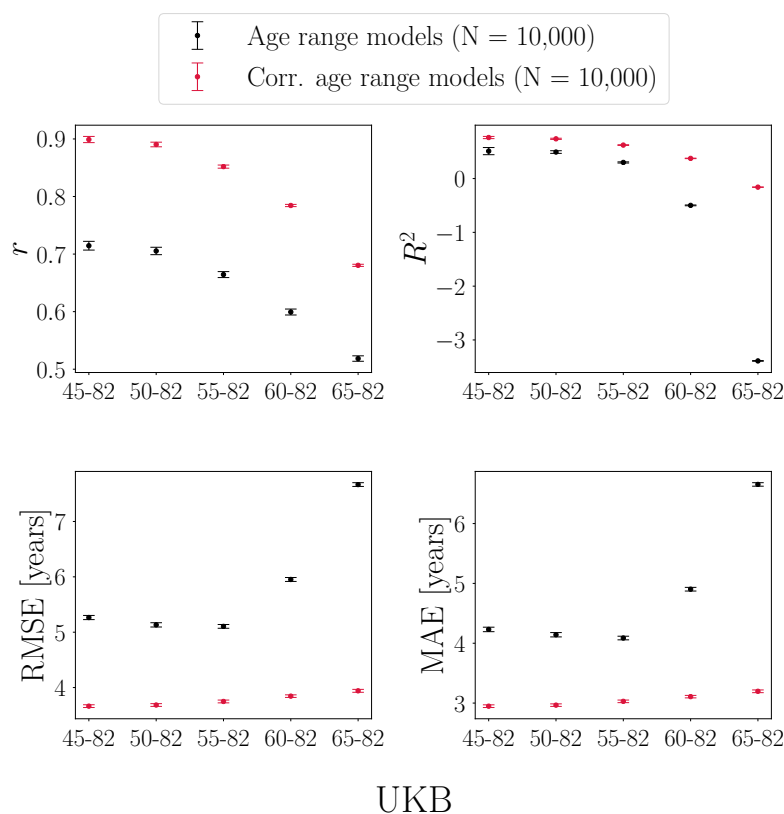 Age range models (N = 10,000)
Corr. age range models (N = 10,000)
0.9
0.8
0.7
0.6
0.5
r
45-82 50-82 55-82 60-82 65-82
0
−1
−2
−3
R²
45-82 50-82 55-82 60-82 65-82
7
6
5
4
RMSE [years]
45-82 50-82 55-82 60-82 65-82
6
5
4
3
MAE [years]
45-82 50-82 55-82 60-82 65-82
UKB